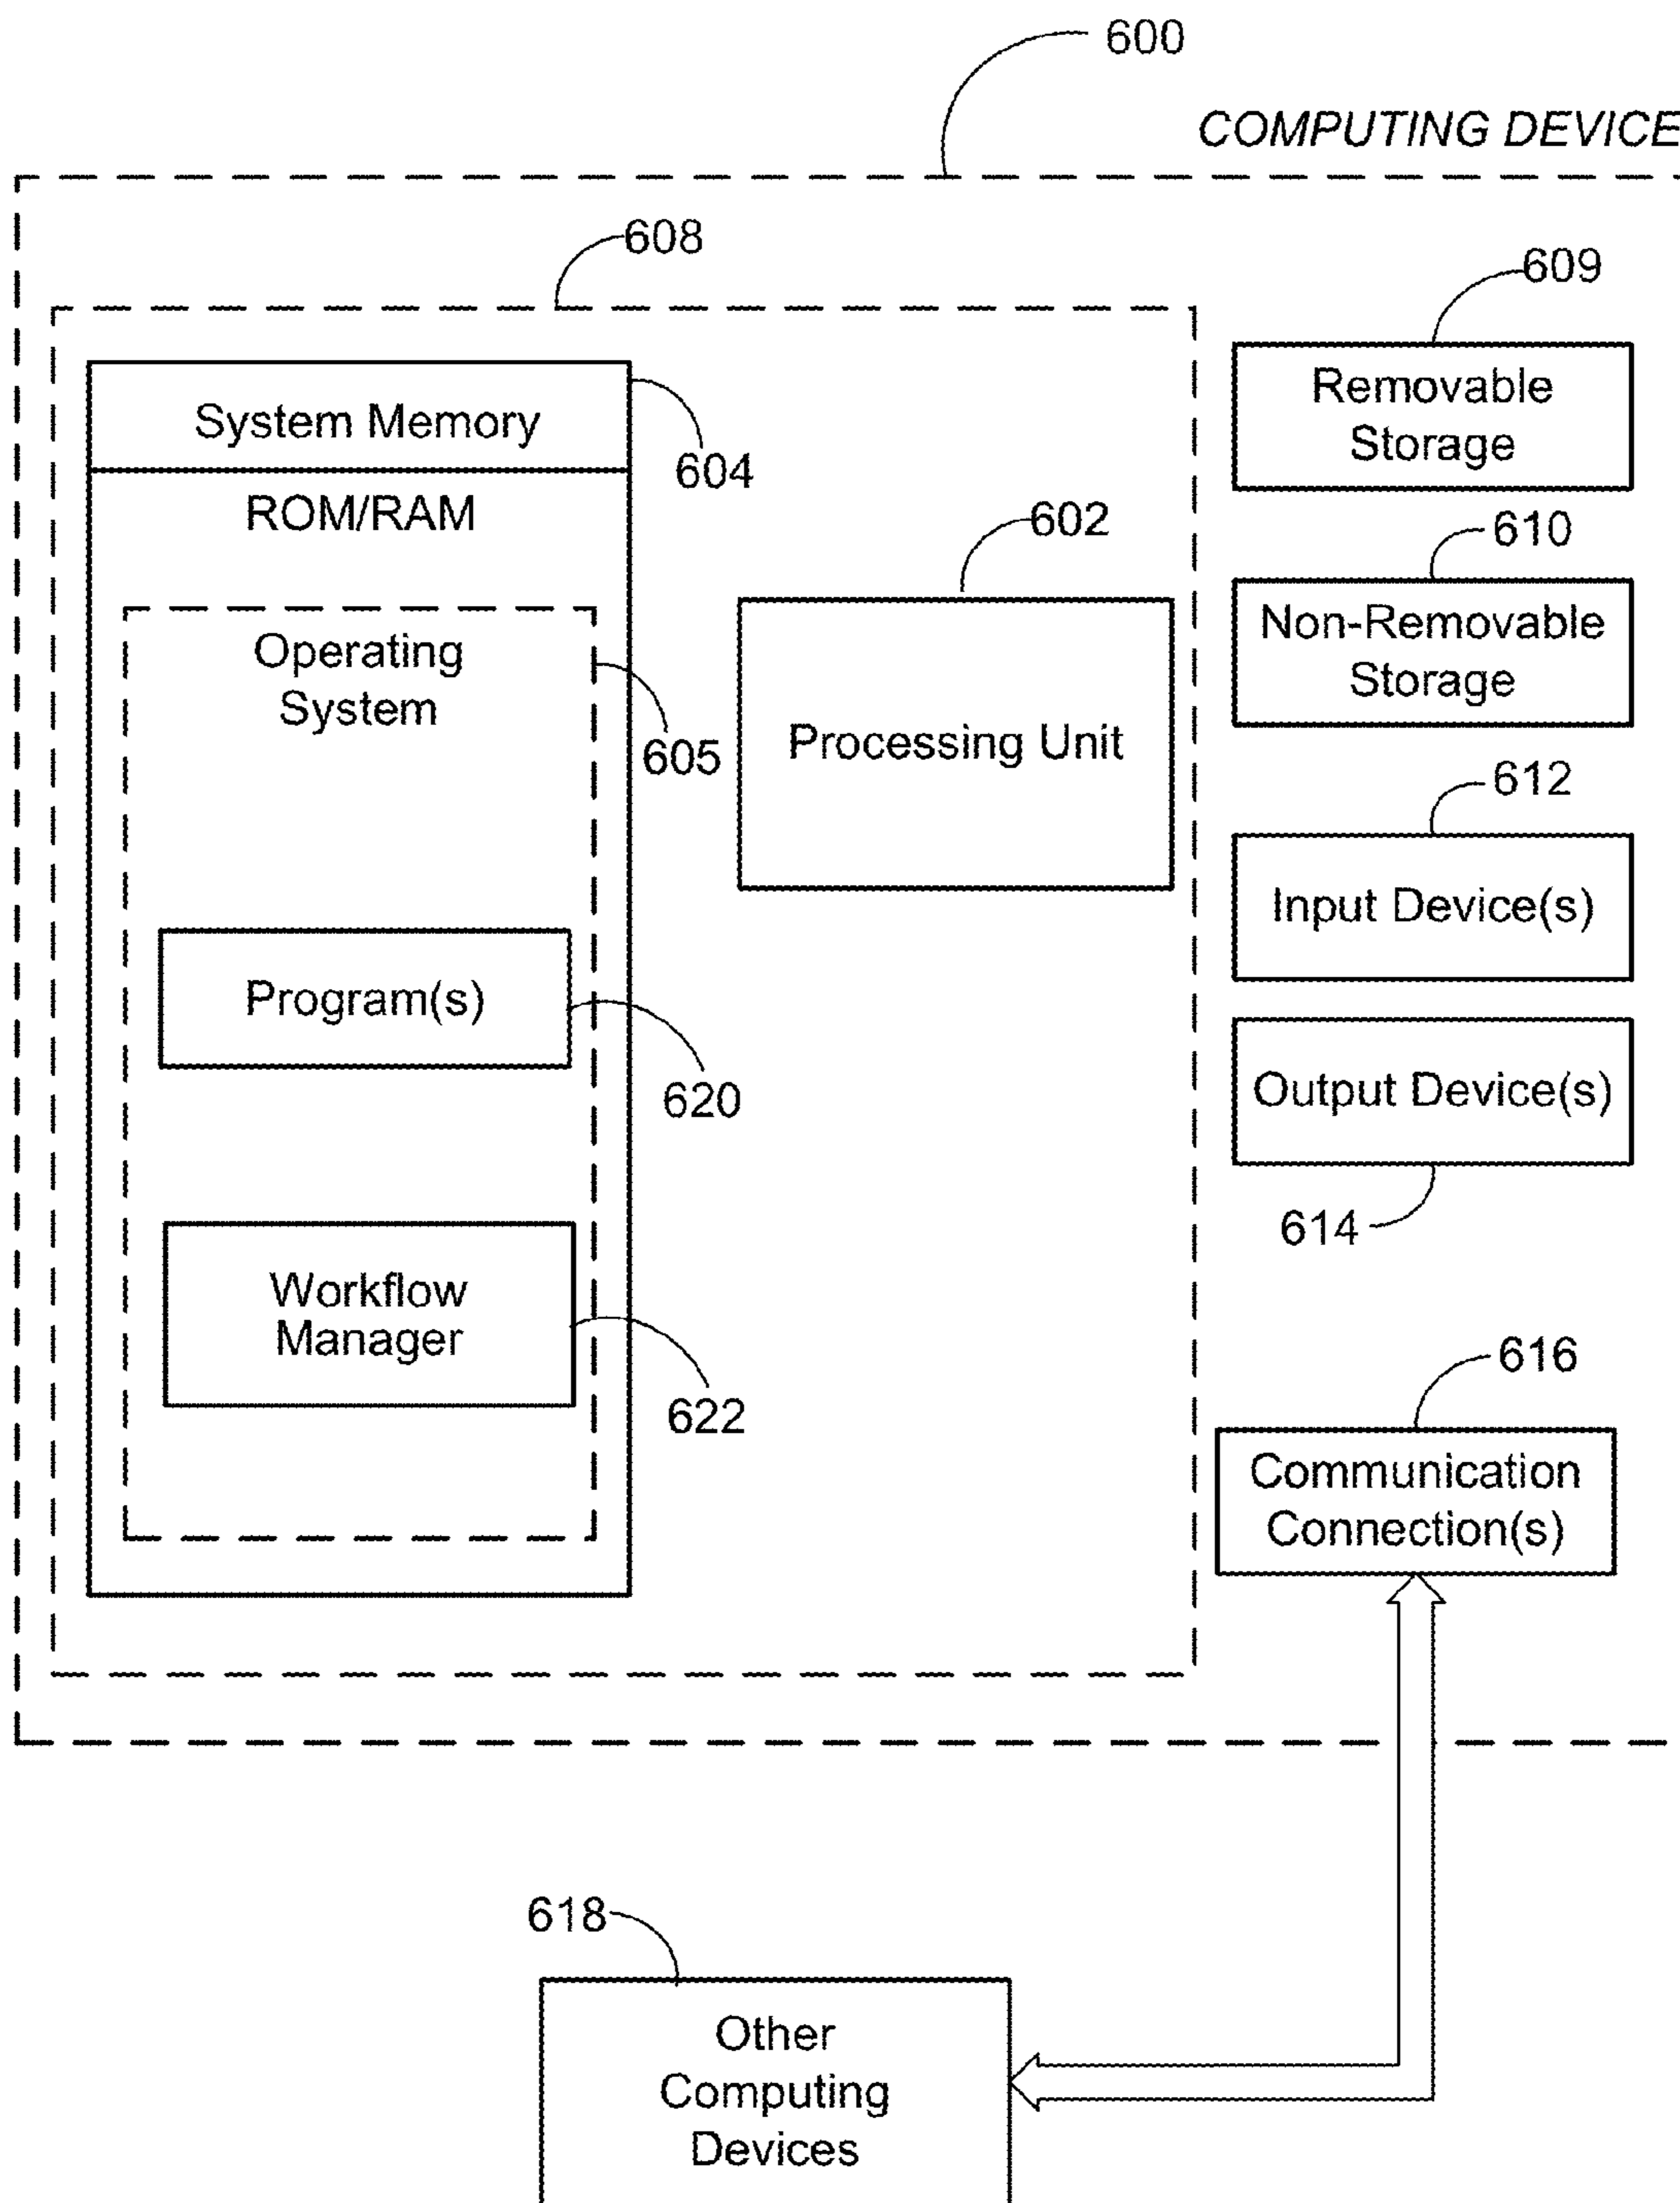 600
COMPUTING DEVICE
608
609
Removable
Storage
System Memory
604
ROM/RAM
602
610
Non-Removable
Storage
Operating
System
605
Processing Unit
612
Input Device(s)
Program(s)
620
Output Device(s)
614
Workflow
Manager
622
616
Communication
Connection(s)
618
Other
Computing
Devices